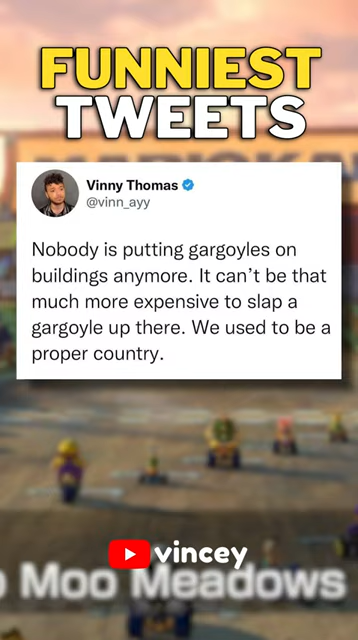 FUNNIEST
TWEETS
Vinny Thomas
@vinn_ayy
Nobody is putting gargoyles on
buildings anymore. It can’t be that
much more expensive to slap a
gargoyle up there. We used to be a
proper country.
vincey
Moo Meadows